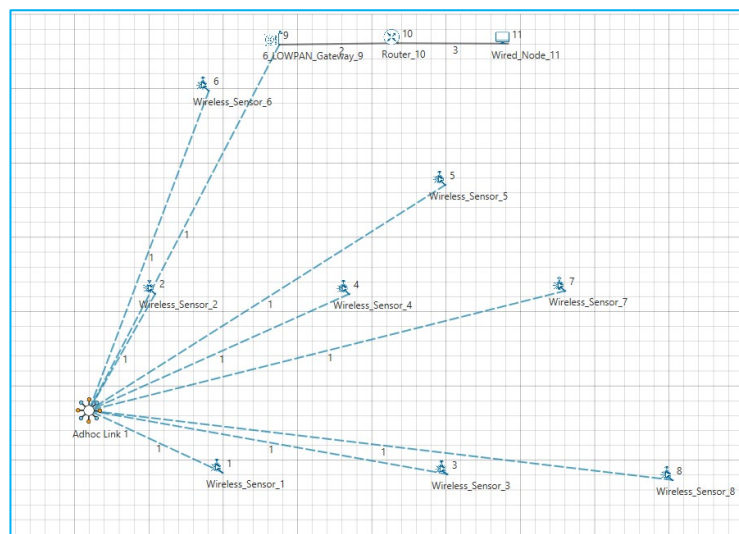 9
10
11
2
3
6_LOWPAN_Gateway_9
Router_10
Wired_Node_11
6
Wireless_Sensor_6
5
Wireless_Sensor_5
1
1
2
Wireless_Sensor_2
4
Wireless_Sensor_4
7
Wireless_Sensor_7
1
1
1
1
Adhoc Link 1
1
1
1
1
Wireless_Sensor_1
3
Wireless_Sensor_3
8
Wireless_Sensor_8